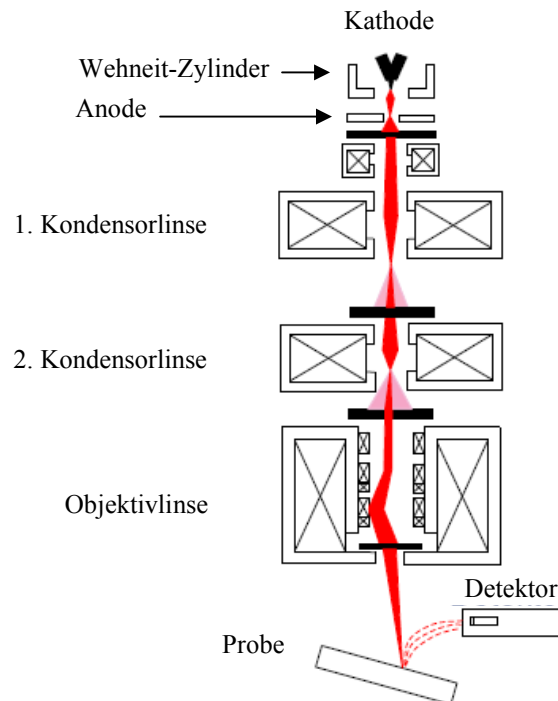 Kathode
Wehneit-Zylinder
Anode
1. Kondensorlinse
2. Kondensorlinse
Objektivlinse
Detektor
Probe